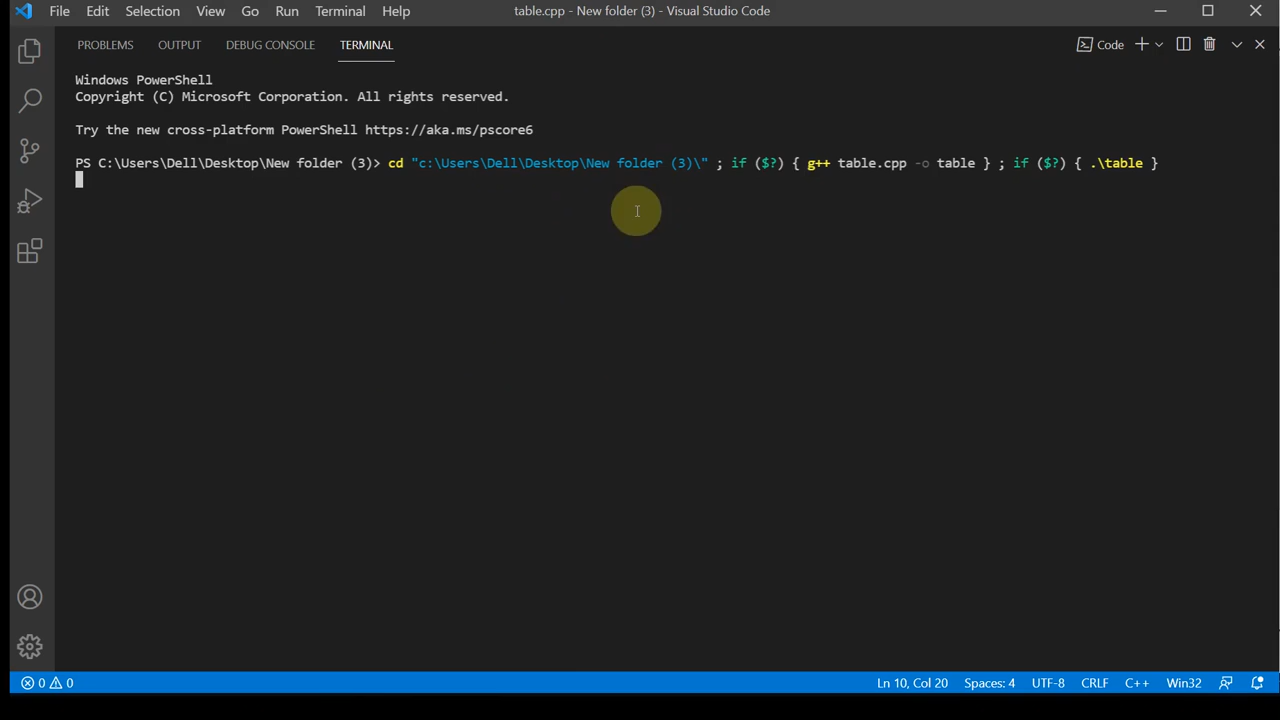 File Edit Selection View Go Run Terminal Help table.cpp - New folder (3) - Visual Studio Code
PROBLEMS OUTPUT DEBUG CONSOLE TERMINAL Code
Windows PowerShell
Copyright (C) Microsoft Corporation. All rights reserved.
Try the new cross-platform PowerShell https://aka.ms/pscore6
PS C:\Users\Dell\Desktop\New folder (3)> cd "c:\Users\Dell\Desktop\New folder (3)\" ; if ($?) { g++ table.cpp -o table } ; if ($?) { .\table }
0 0 Ln 10, Col 20 Spaces: 4 UTF-8 CRLF C++ Win32